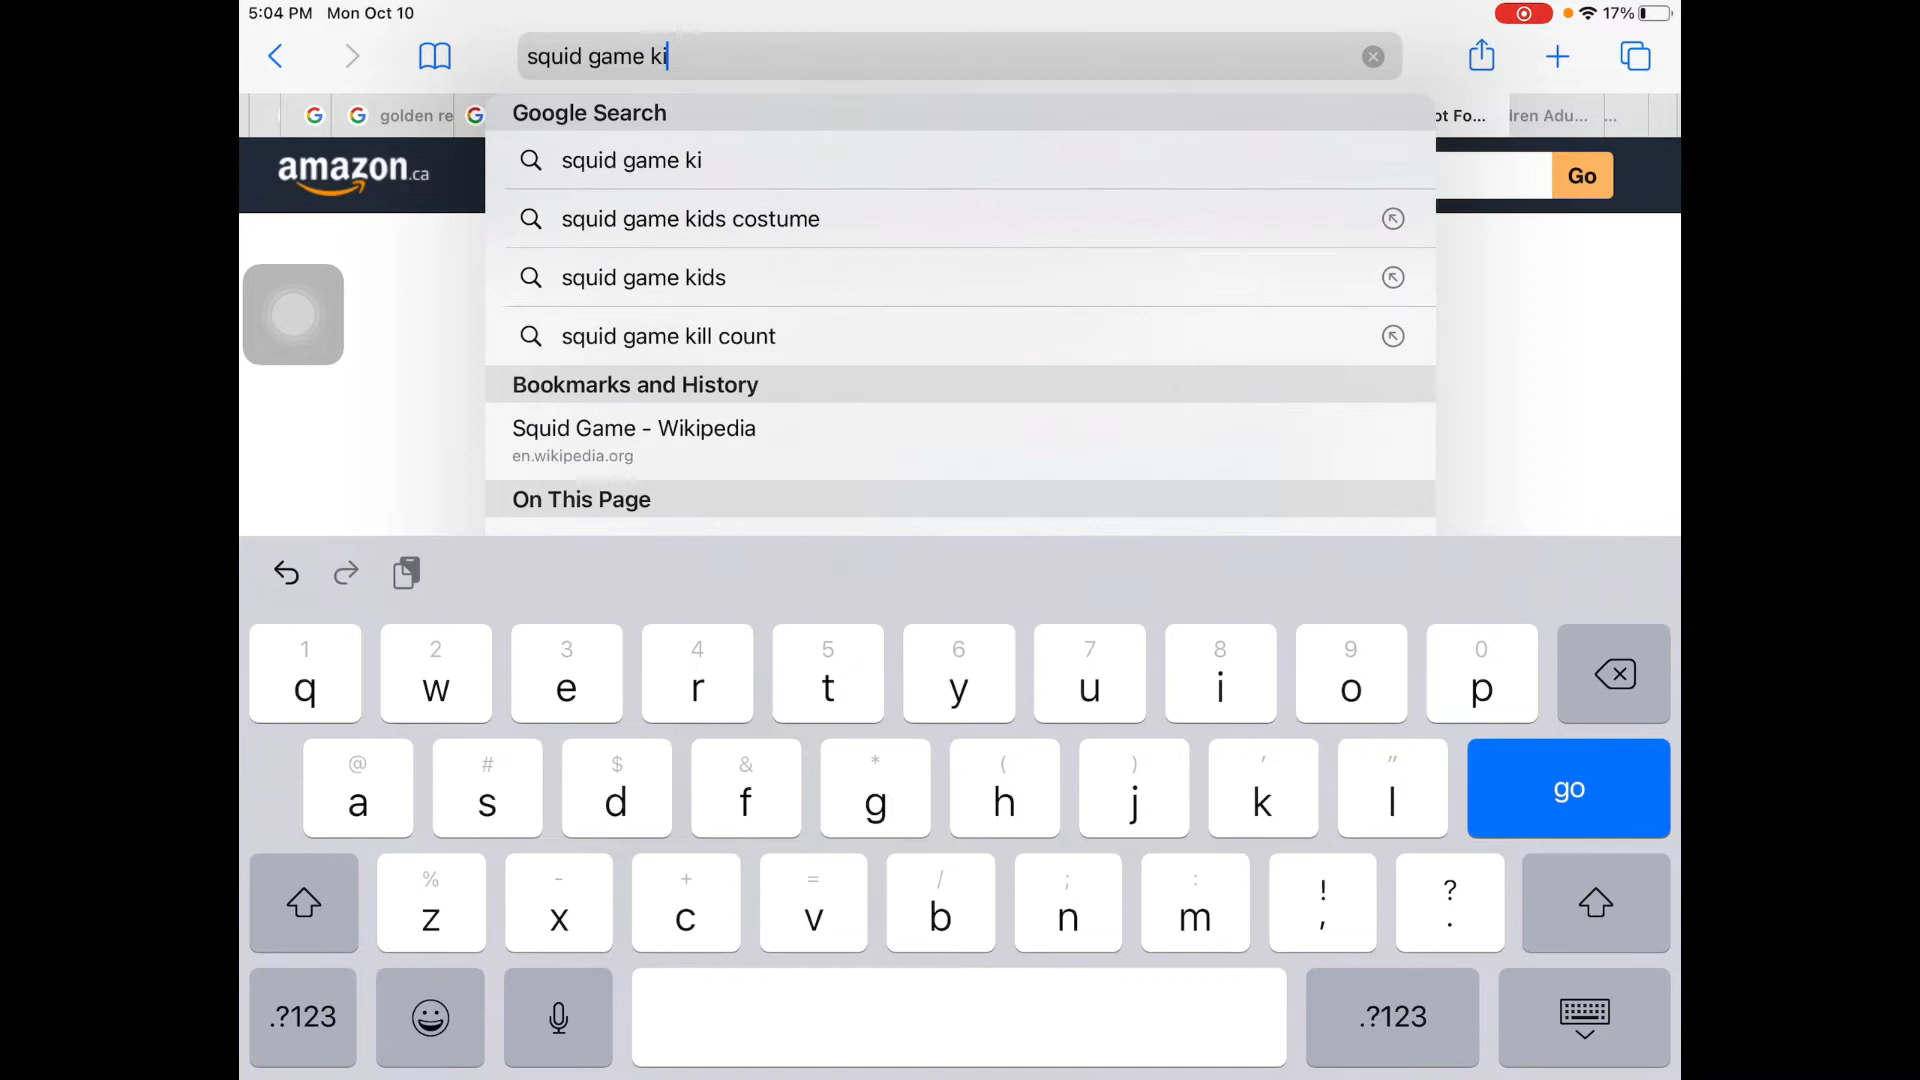 5:04 PM Mon Oct 10
17%
squid game ki
golden re
ot Fo...
dren Adu...
...
amazon.ca
Go
Google Search
squid game ki
squid game kids costume
squid game kids
squid game kill count
Bookmarks and History
Squid Game - Wikipedia
en.wikipedia.org
On This Page
1 2 3 4 5 6 7 8 9 0
q w e r t y u i o p
@ # $ & * ( ) ' "
a s d f g h j k l go
% - + = / ; : ! ?
z x c v b n m , .
.?123 .?123